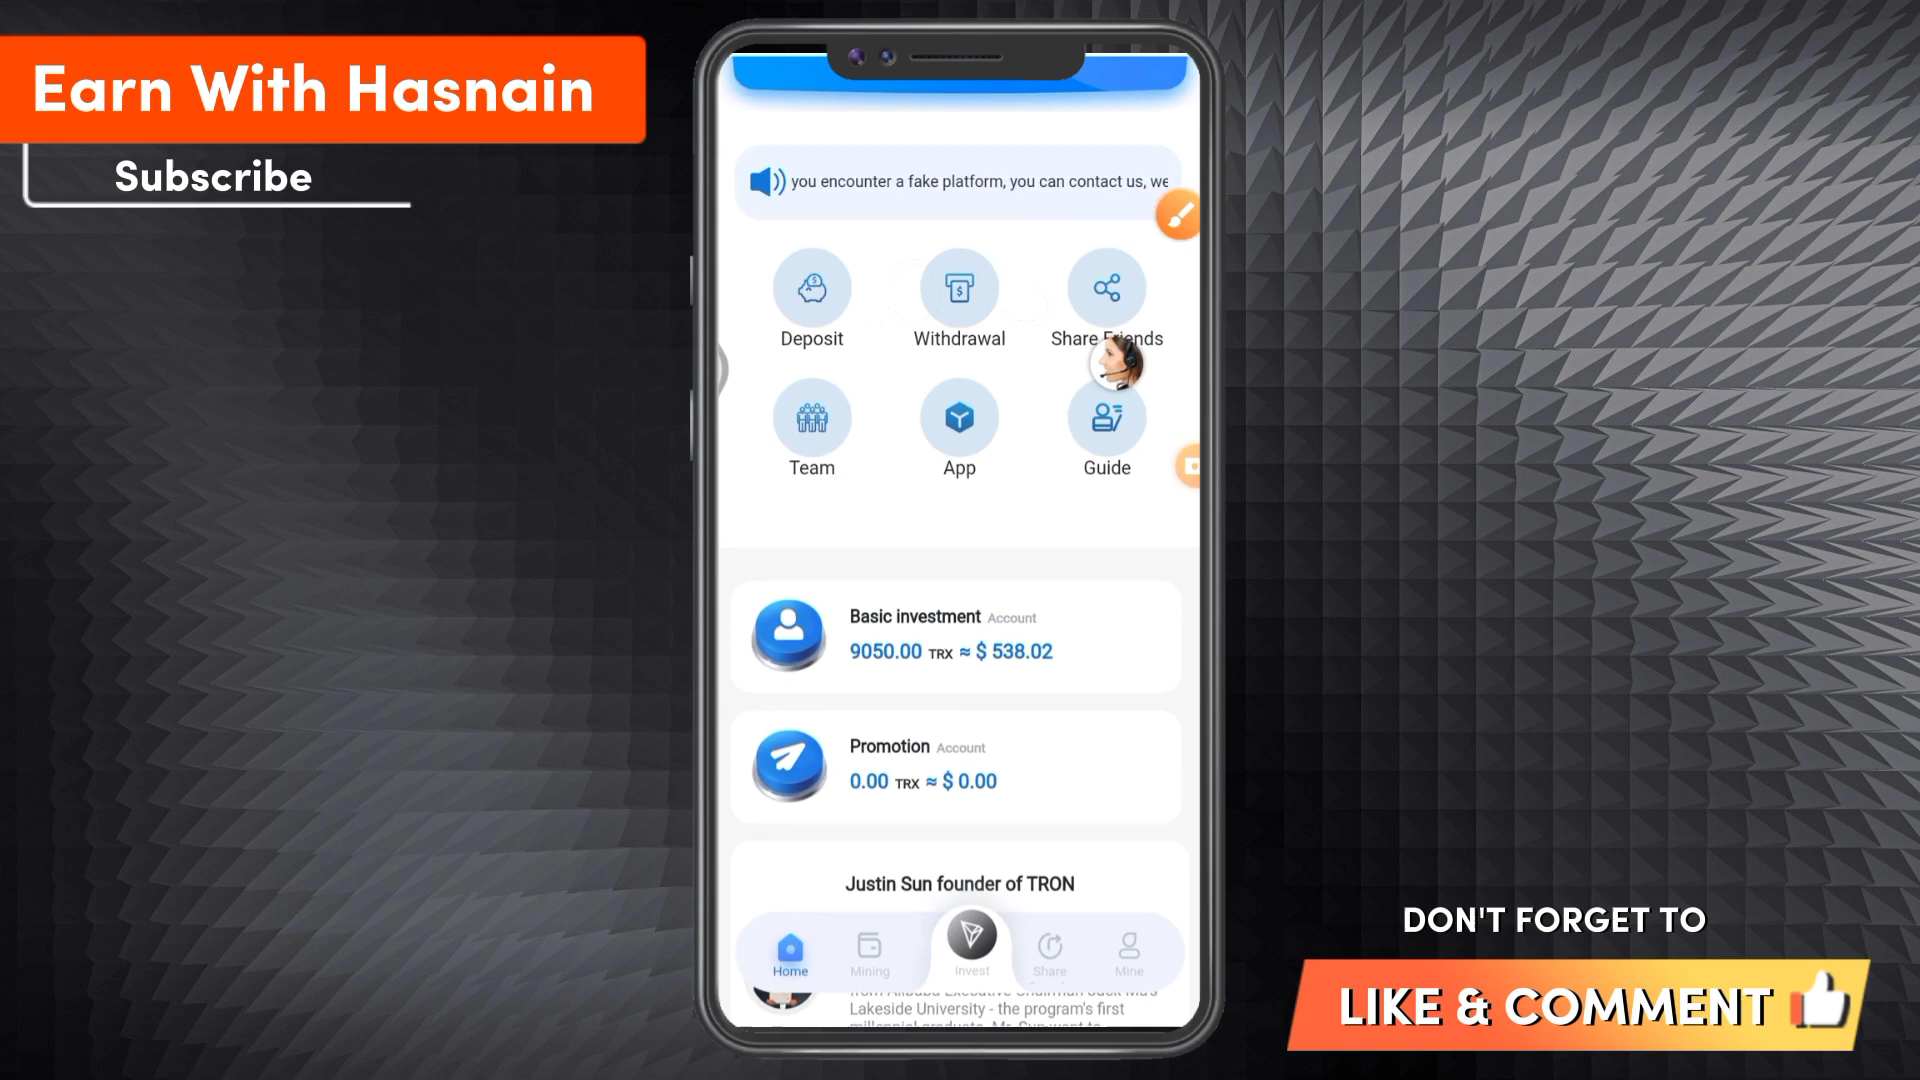 Earn With Hasnain
Subscribe
you encounter a fake platform, you can contact us, we
Deposit
Withdrawal
Share Friends
Team
App
Guide
Basic investment Account
9050.00 TRX ≈ $ 538.02
Promotion Account
0.00 TRX ≈ $ 0.00
Justin Sun founder of TRON
Home
Mining
Invest
Share
Mine
Lakeside University - the program's first
DON'T FORGET TO
LIKE & COMMENT